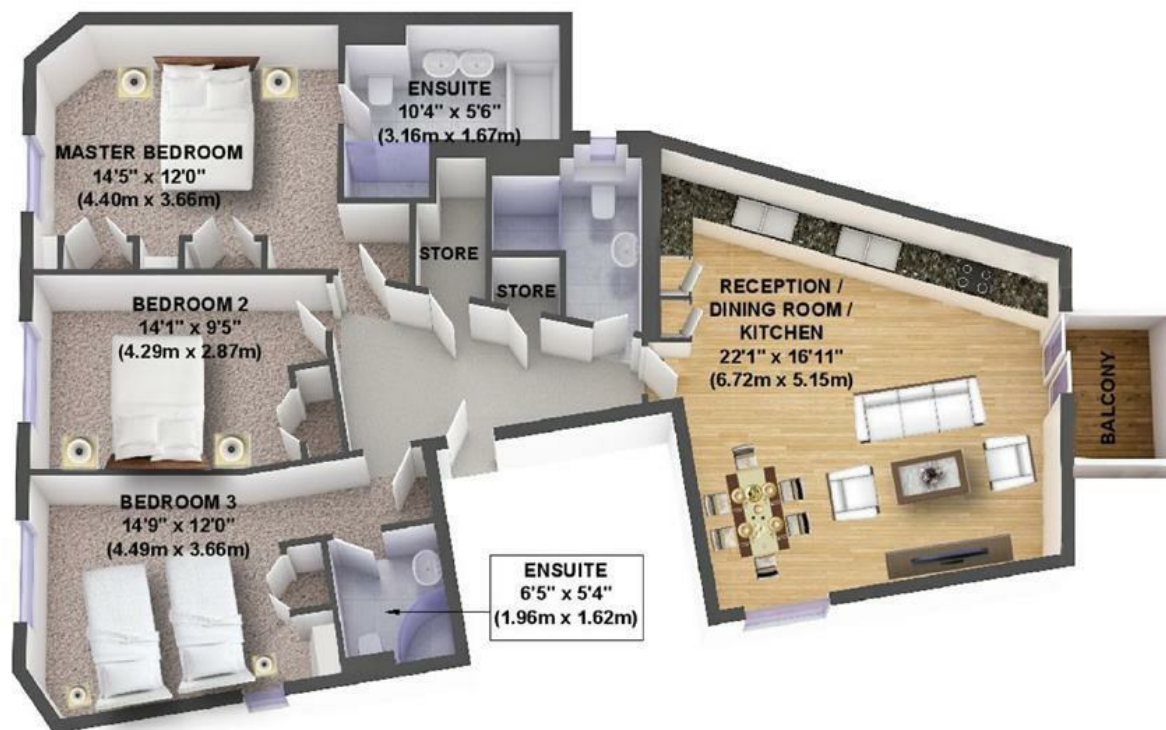 ENSUITE
10'4" x 5'6"
(3.16m x 1.67m)
MASTER BEDROOM
14'5" x 12'0"
(4.40m x 3.66m)
STORE
STORE
BEDROOM 2
14'1" x 9'5"
(4.29m x 2.87m)
RECEPTION /
DINING ROOM /
KITCHEN
22'1" x 16'11"
(6.72m x 5.15m)
BALCONY
BEDROOM 3
14'9" x 12'0"
(4.49m x 3.66m)
ENSUITE
6'5" x 5'4"
(1.96m x 1.62m)